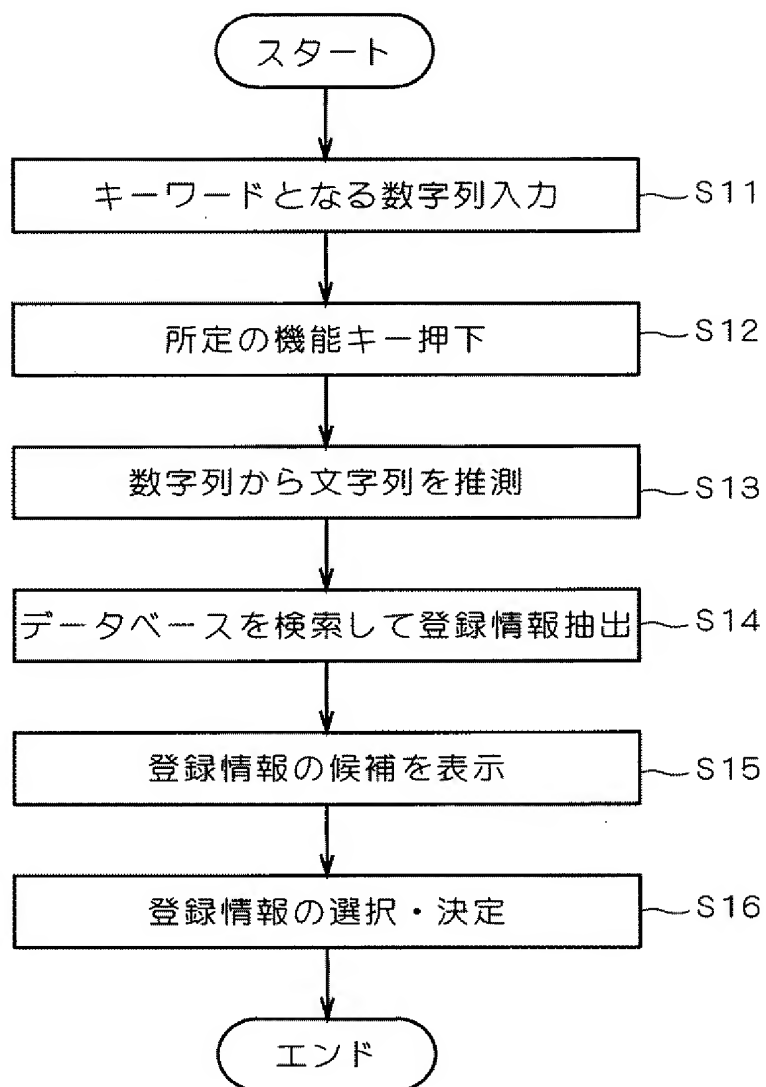 スタート
キーワードとなる数字列入力 S11
所定の機能キー押下 S12
数字列から文字列を推測 S13
データベースを検索して登録情報抽出 S14
登録情報の候補を表示 S15
登録情報の選択・決定 S16
エンド